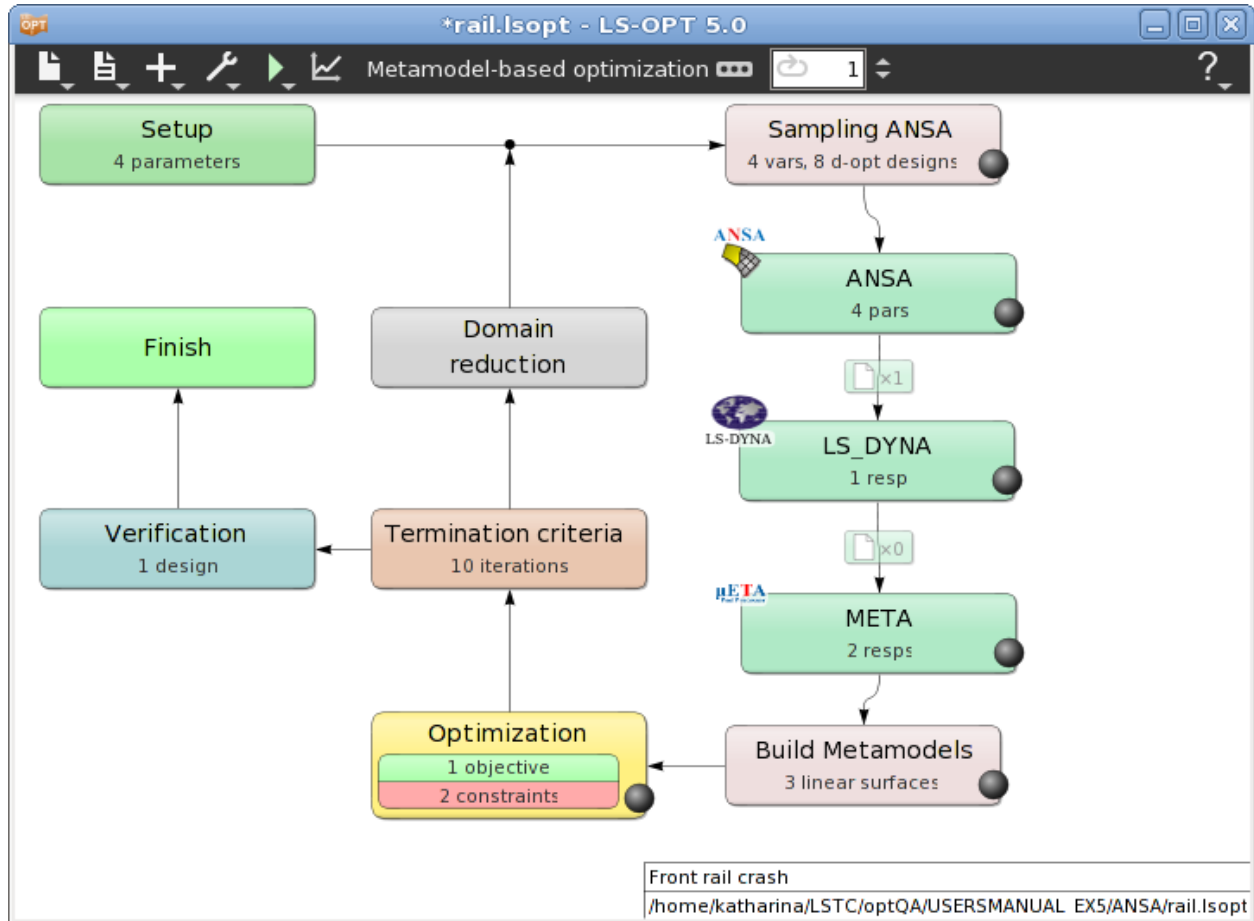 OPT
*rail.lsopt - LS-OPT 5.0
Metamodel-based optimization
1
?
Setup
4 parameters
Sampling ANSA
4 vars, 8 d-opt designs
ANSA
ANSA
4 pars
Finish
Domain
reduction
×1
LS-DYNA
LS_DYNA
1 resp
Verification
1 design
Termination criteria
10 iterations
×0
µETA
META
2 resps
Optimization
1 objective
2 constraints
Build Metamodels
3 linear surfaces
Front rail crash
/home/katharina/LSTC/optQA/USERSMANUAL_EX5/ANSA/rail.lsopt